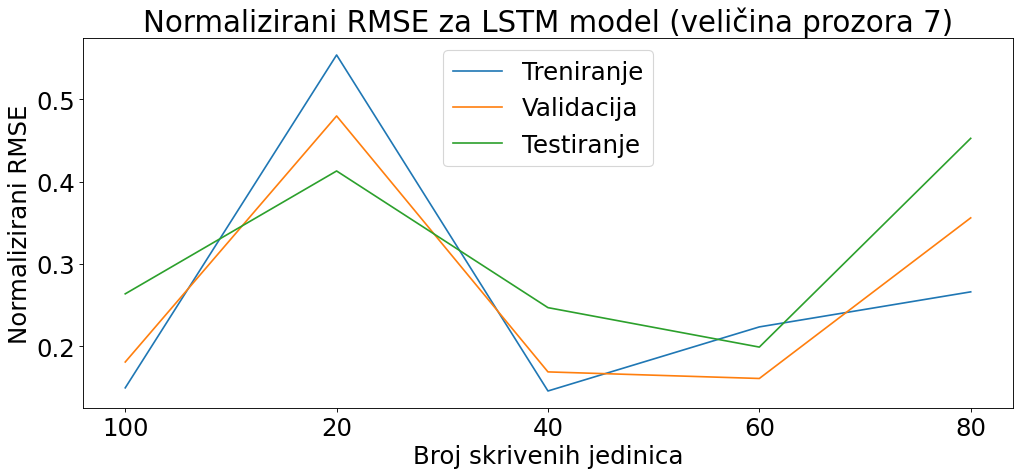 Normalizirani RMSE za LSTM model (veličina prozora 7)
Treniranje
Validacija
Testiranje
Normalizirani RMSE
0.5
0.4
0.3
0.2
100 20 40 60 80
Broj skrivenih jedinica